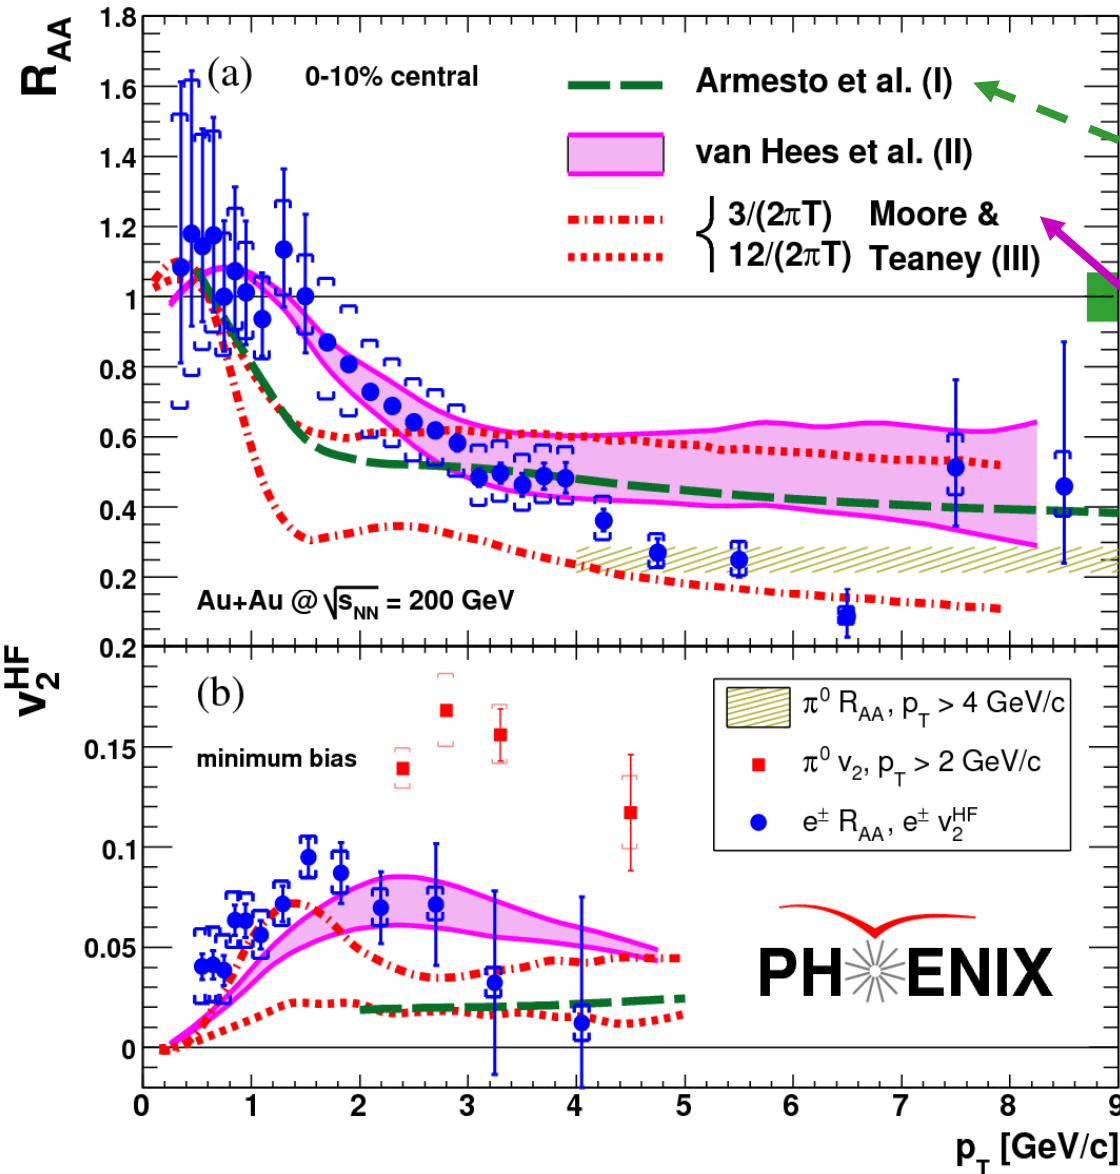 R_AA
1.8
1.6
1.4
1.2
1
0.8
0.6
0.4
0.2
(a)
0-10% central
Armesto et al. (I)
van Hees et al. (II)
3/(2πT) Moore &
12/(2πT) Teaney (III)
Au+Au @ √s_NN = 200 GeV
v_2^HF
0.2
0.15
0.1
0.05
0
(b)
minimum bias
π⁰ R_AA, p_T > 4 GeV/c
π⁰ v_2, p_T > 2 GeV/c
e± R_AA, e± v_2^HF
PHENIX
0 1 2 3 4 5 6 7 8 9
p_T [GeV/c]